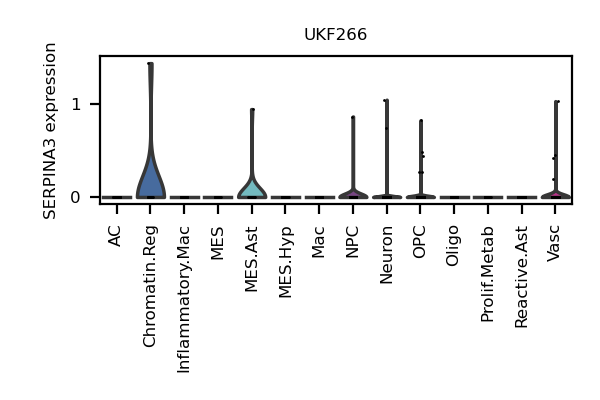 UKF266
SERPINA3 expression
1
0
AC
Chromatin.Reg
Inflammatory.Mac
MES
MES.Ast
MES.Hyp
Mac
NPC
Neuron
OPC
Oligo
Prolif.Metab
Reactive.Ast
Vasc